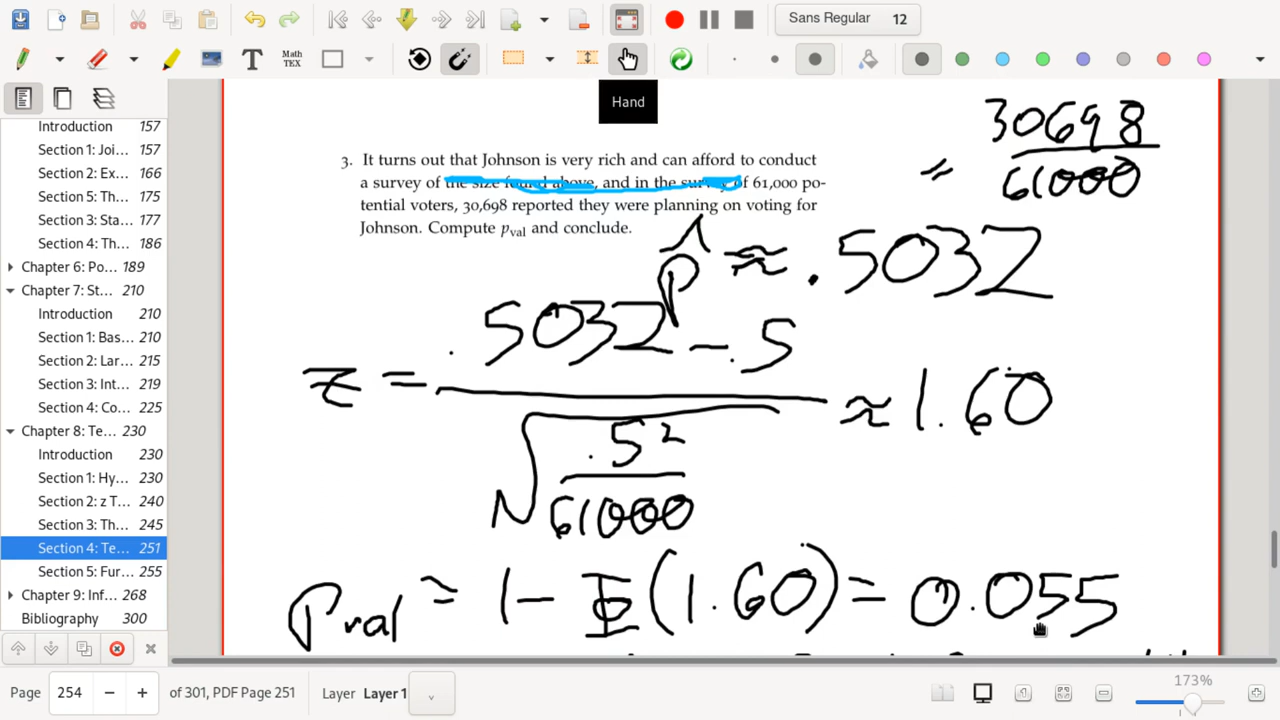 Sans Regular 12
Math
TEX
Hand
Introduction 157
Section 1: Joi... 157
Section 2: Ex... 166
Section 5: Th... 175
Section 3: Sta... 177
Section 4: Th... 186
Chapter 6: Po... 189
Chapter 7: St... 210
Introduction 210
Section 1: Bas... 210
Section 2: Lar... 215
Section 3: Int... 219
Section 4: Co... 225
Chapter 8: Te... 230
Introduction 230
Section 1: Hy... 230
Section 2: z T... 240
Section 3: Th... 245
Section 4: Te... 251
Section 5: Fur... 255
Chapter 9: Inf... 268
Bibliography 300
3. It turns out that Johnson is very rich and can afford to conduct
a survey of the size found above, and in the survey of 61,000 po-
tential voters, 30,698 reported they were planning on voting for
Johnson. Compute pval and conclude.
= 30698/61000
p̂ ≈ .5032
z = (.5032 - .5)/√(.5²/61000) ≈ 1.60
Pval = 1 - Φ(1.60) = 0.055
Page 254 of 301, PDF Page 251
Layer Layer 1
173%